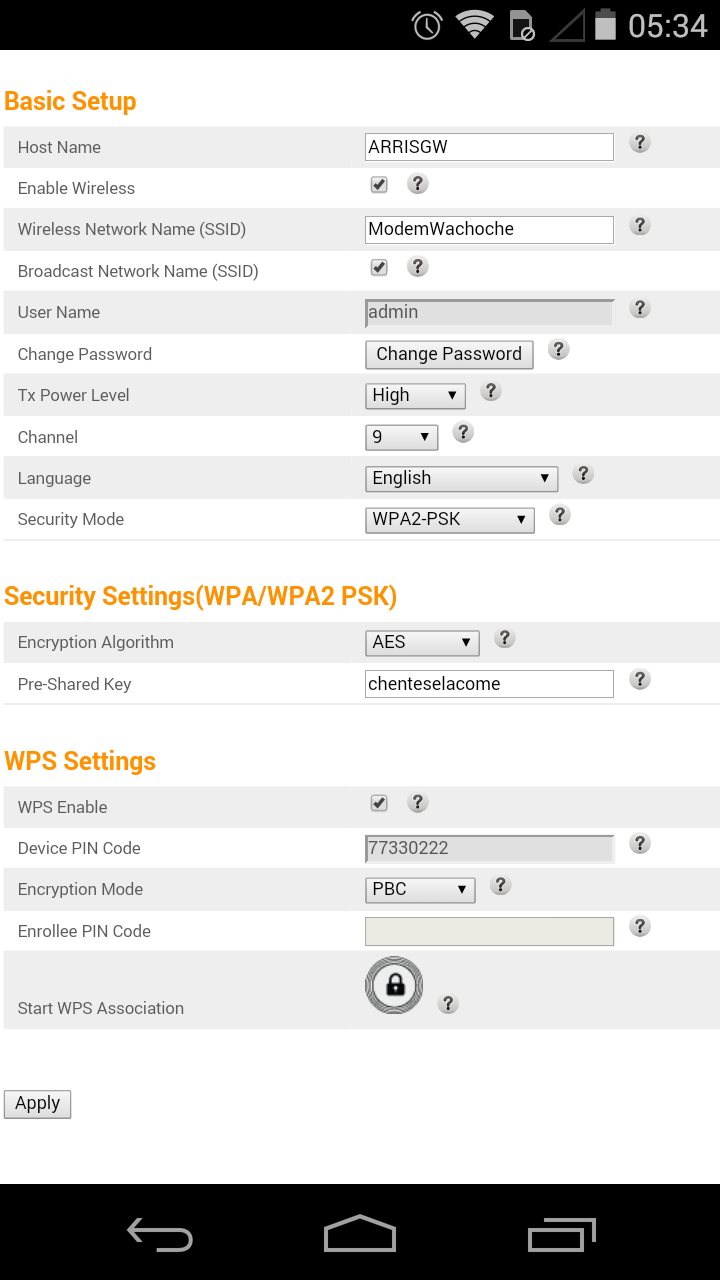 05:34
Basic Setup
Host Name ARRISGW ?
Enable Wireless ?
Wireless Network Name (SSID) ModemWachoche ?
Broadcast Network Name (SSID) ?
User Name admin ?
Change Password Change Password ?
Tx Power Level High ?
Channel 9 ?
Language English ?
Security Mode WPA2-PSK ?
Security Settings(WPA/WPA2 PSK)
Encryption Algorithm AES ?
Pre-Shared Key chenteselacome ?
WPS Settings
WPS Enable ?
Device PIN Code 77330222 ?
Encryption Mode PBC ?
Enrollee PIN Code ?
Start WPS Association ?
Apply